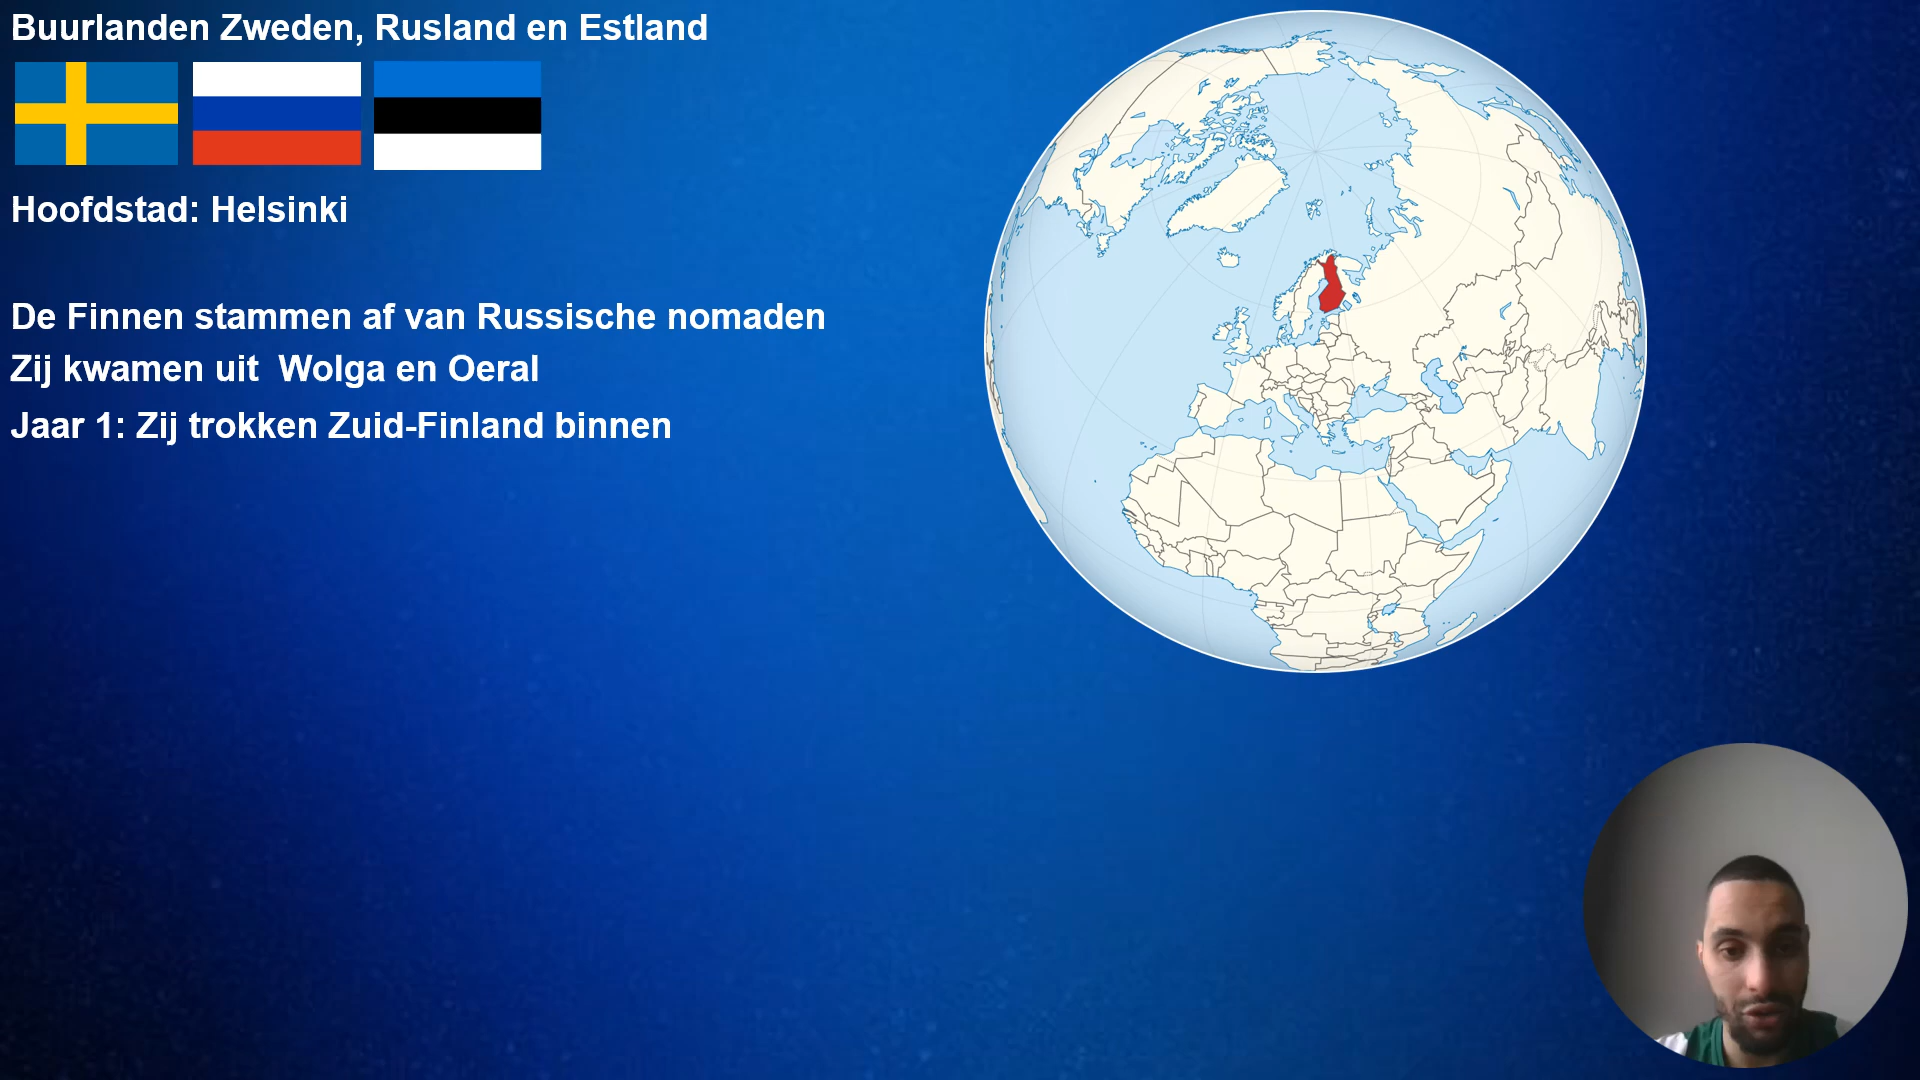 Buurlanden Zweden, Rusland en Estland
Hoofdstad: Helsinki
De Finnen stammen af van Russische nomaden
Zij kwamen uit  Wolga en Oeral
Jaar 1: Zij trokken Zuid-Finland binnen